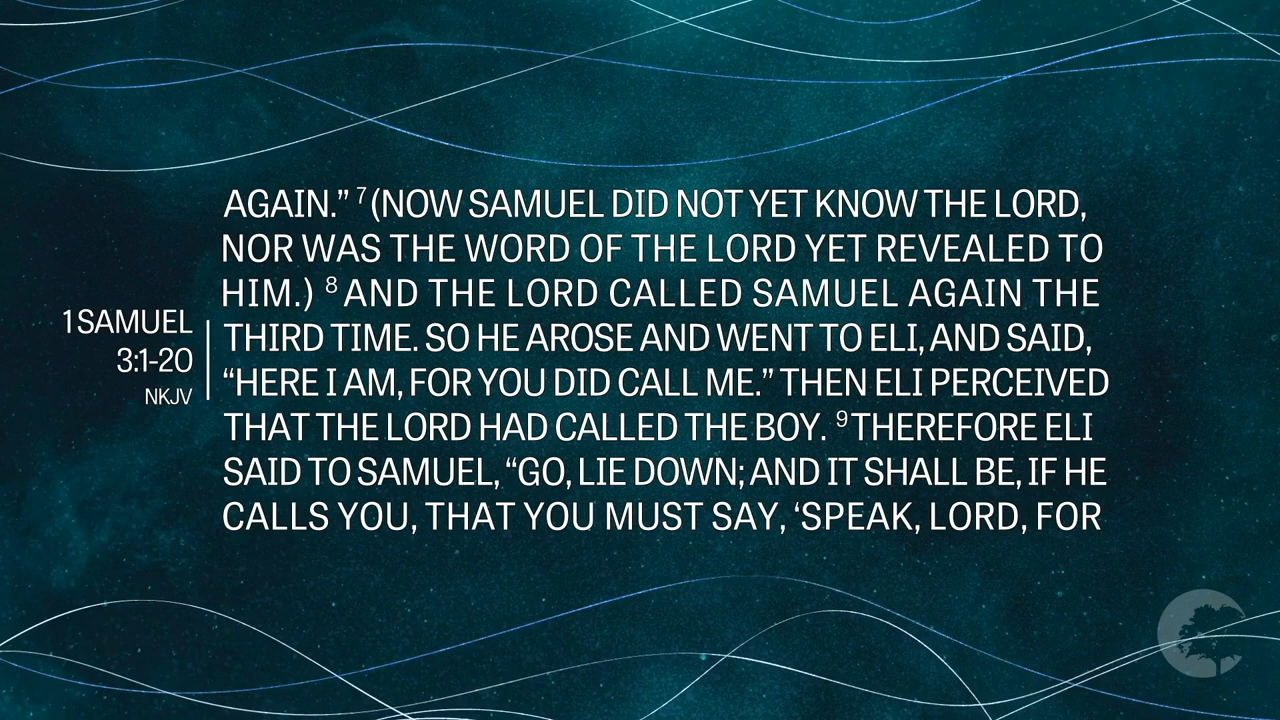 1 SAMUEL
3:1-20
NKJV
AGAIN.” 7 (NOW SAMUEL DID NOT YET KNOW THE LORD,
NOR WAS THE WORD OF THE LORD YET REVEALED TO
HIM.) 8 AND THE LORD CALLED SAMUEL AGAIN THE
THIRD TIME. SO HE AROSE AND WENT TO ELI, AND SAID,
“HERE I AM, FOR YOU DID CALL ME.” THEN ELI PERCEIVED
THAT THE LORD HAD CALLED THE BOY. 9 THEREFORE ELI
SAID TO SAMUEL, “GO, LIE DOWN; AND IT SHALL BE, IF HE
CALLS YOU, THAT YOU MUST SAY, ‘SPEAK, LORD, FOR